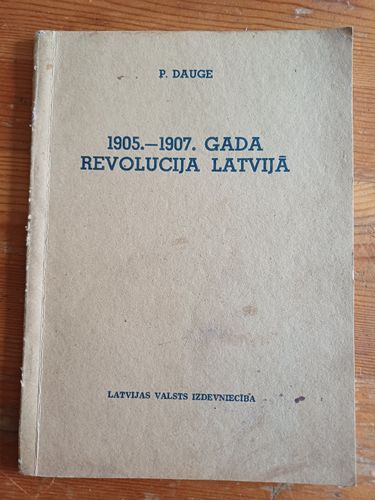 P. DAUGE
1905.—1907. GADA
REVOLUCIJA LATVIJĀ
LATVIJAS VALSTS IZDEVNIECĪBA